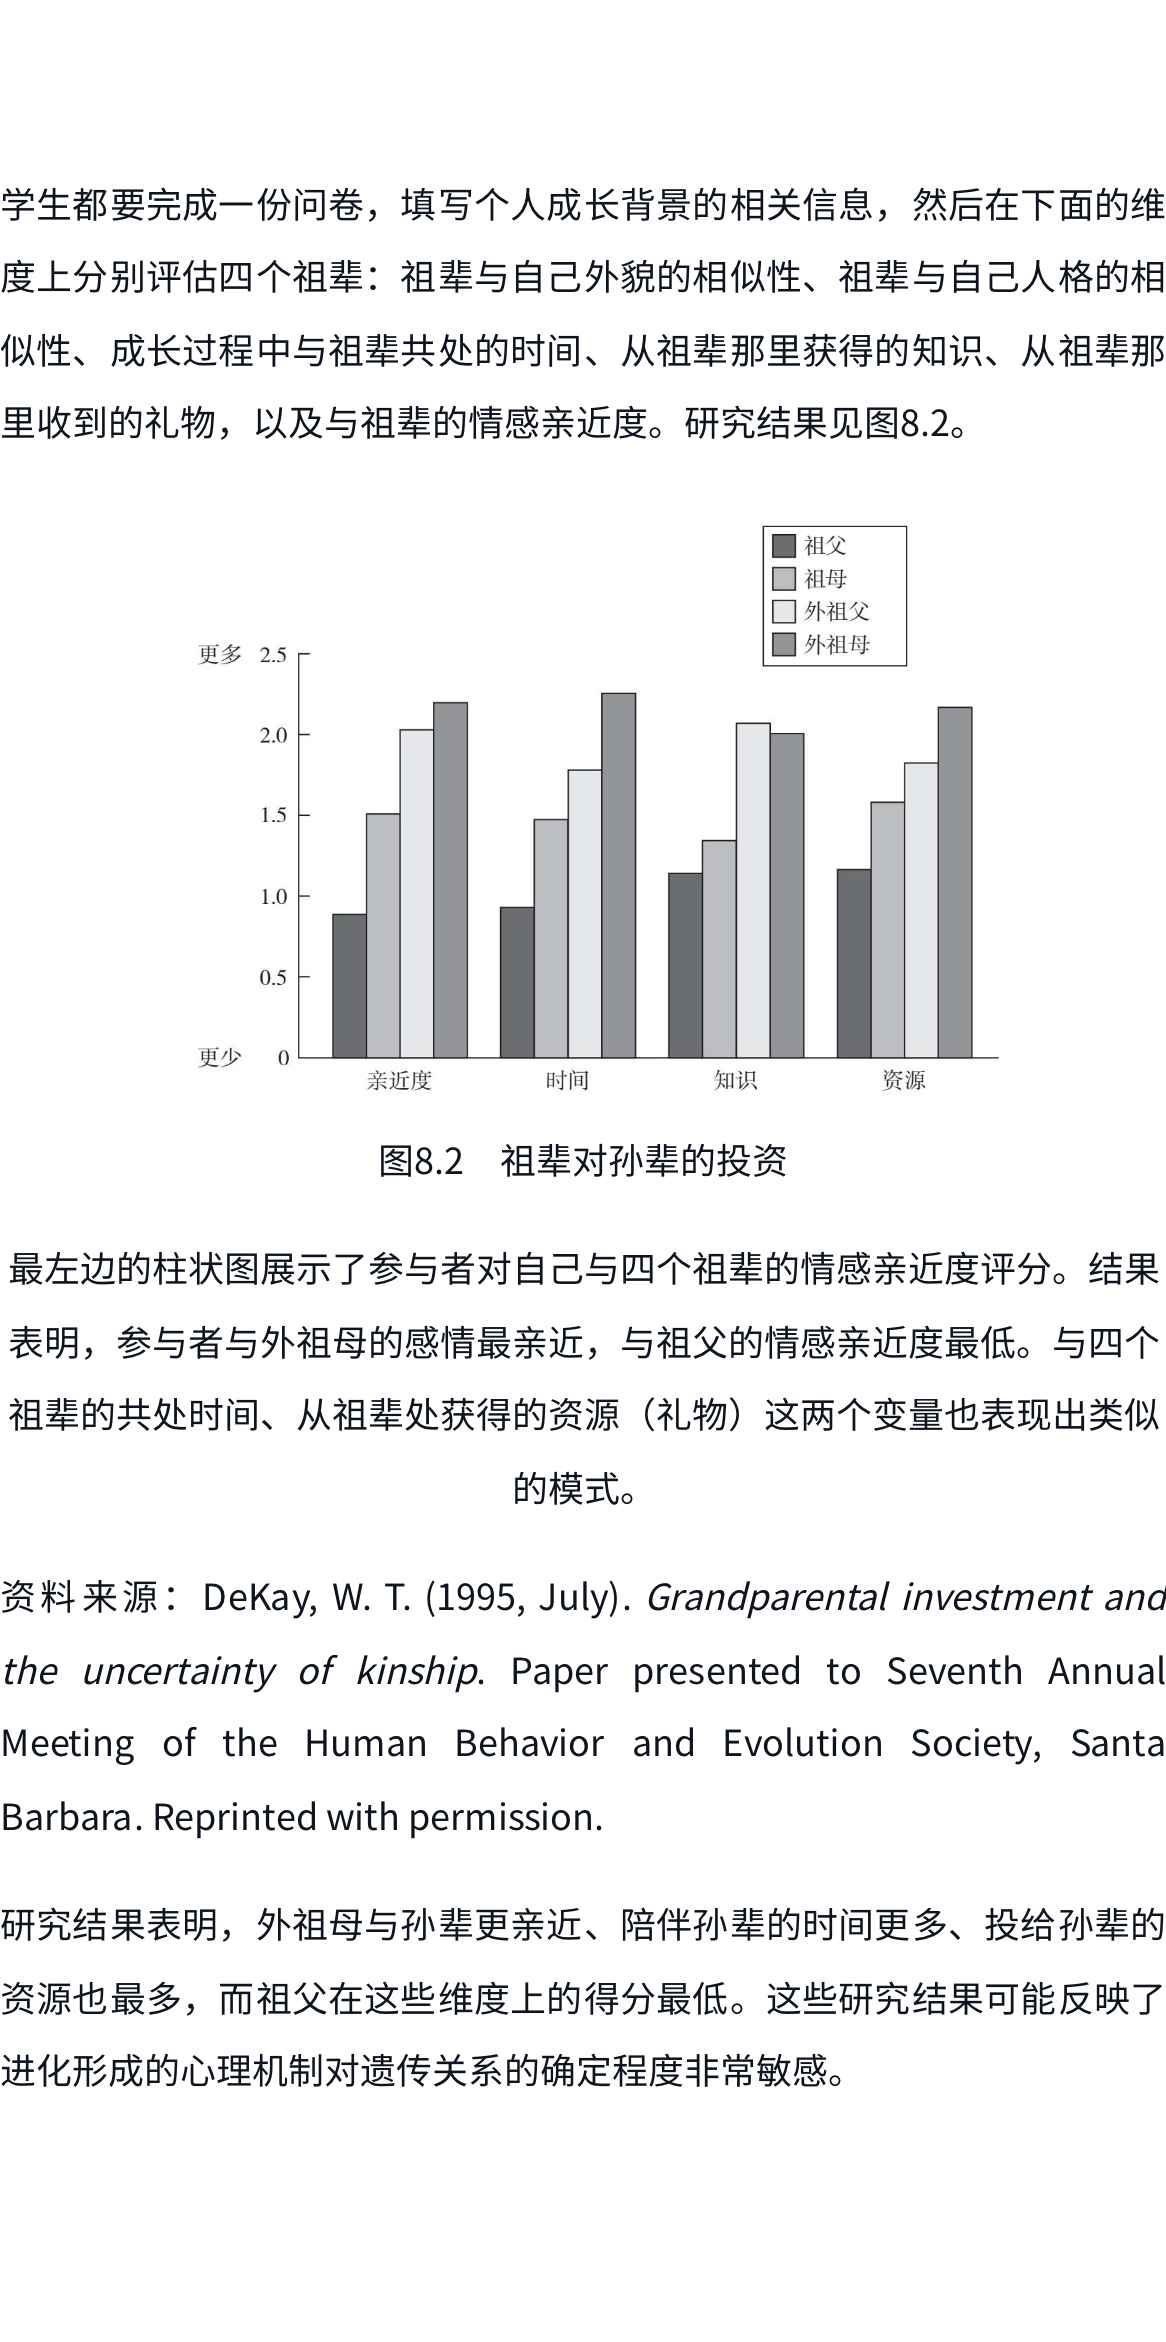 学生都要完成一份问卷，填写个人成长背景的相关信息，然后在下面的维
度上分别评估四个祖辈：祖辈与自己外貌的相似性、祖辈与自己人格的相
似性、成长过程中与祖辈共处的时间、从祖辈那里获得的知识、从祖辈那
里收到的礼物，以及与祖辈的情感亲近度。研究结果见图8.2。
祖父
祖母
外祖父
外祖母
更多 2.5
2.0
1.5
1.0
0.5
更少 0
亲近度 时间 知识 资源
图8.2 祖辈对孙辈的投资
最左边的柱状图展示了参与者对自己与四个祖辈的情感亲近度评分。结果
表明，参与者与外祖母的感情最亲近，与祖父的情感亲近度最低。与四个
祖辈的共处时间、从祖辈处获得的资源（礼物）这两个变量也表现出类似
的模式。
资料来源：DeKay, W. T. (1995, July). Grandparental investment and
the uncertainty of kinship. Paper presented to Seventh Annual
Meeting of the Human Behavior and Evolution Society, Santa
Barbara. Reprinted with permission.
研究结果表明，外祖母与孙辈更亲近、陪伴孙辈的时间更多、投给孙辈的
资源也最多，而祖父在这些维度上的得分最低。这些研究结果可能反映了
进化形成的心理机制对遗传关系的确定程度非常敏感。